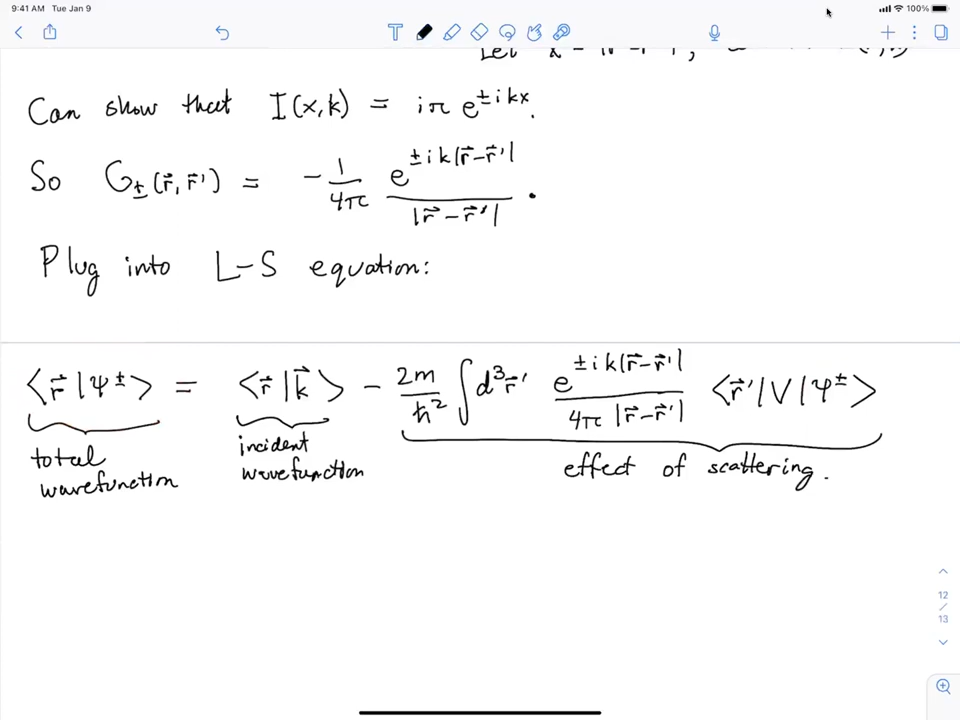 9:41 AM Tue Jan 9
100%
T
Can show that I(x,k) = iπ e^{±ikx}.
So G±(r⃗, r⃗') = -1/4π e^{±ik|r⃗-r⃗'|}/|r⃗-r⃗'| .
Plug into L-S equation:
⟨r⃗|ψ^±⟩ = ⟨r⃗|k⃗⟩ - 2m/ħ² ∫d³r⃗' e^{±ik|r⃗-r⃗'|}/4π|r⃗-r⃗'| ⟨r⃗'|V|ψ^±⟩
total wavefunction
incident wavefunction
effect of scattering.
12
/
13